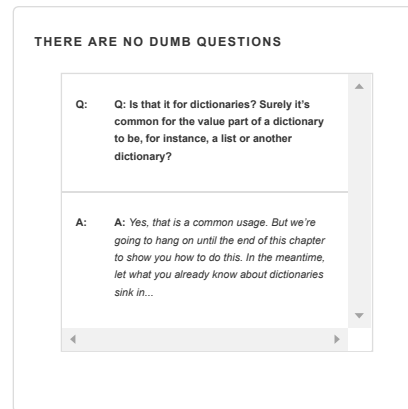 THERE ARE NO DUMB QUESTIONS
Q: Q: Is that it for dictionaries? Surely it's
common for the value part of a dictionary
to be, for instance, a list or another
dictionary?
A: A: Yes, that is a common usage. But we're
going to hang on until the end of this chapter
to show you how to do this. In the meantime,
let what you already know about dictionaries
sink in…